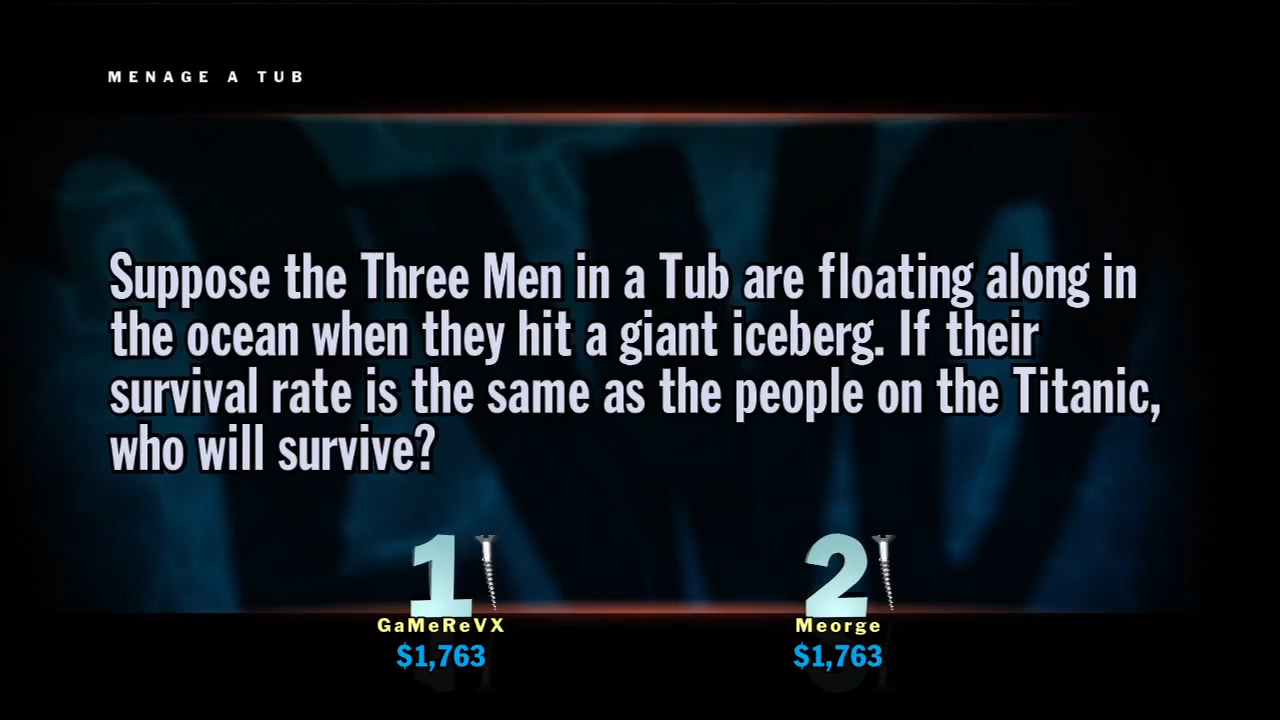 MENAGE A TUB
Suppose the Three Men in a Tub are floating along in
the ocean when they hit a giant iceberg. If their
survival rate is the same as the people on the Titanic,
who will survive?
1 2
GaMeReVX Meorge
$1,763 $1,763